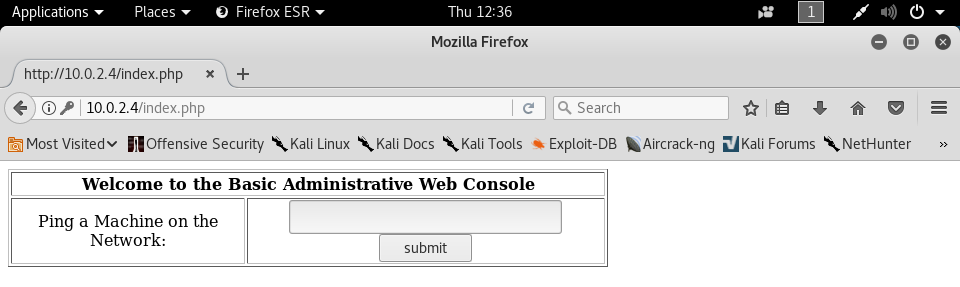 Applications Places Firefox ESR Thu 12:36 1
Mozilla Firefox
http://10.0.2.4/index.php
10.0.2.4/index.php Search
Most Visited Offensive Security Kali Linux Kali Docs Kali Tools Exploit-DB Aircrack-ng Kali Forums NetHunter »
Welcome to the Basic Administrative Web Console
Ping a Machine on the
Network:
submit